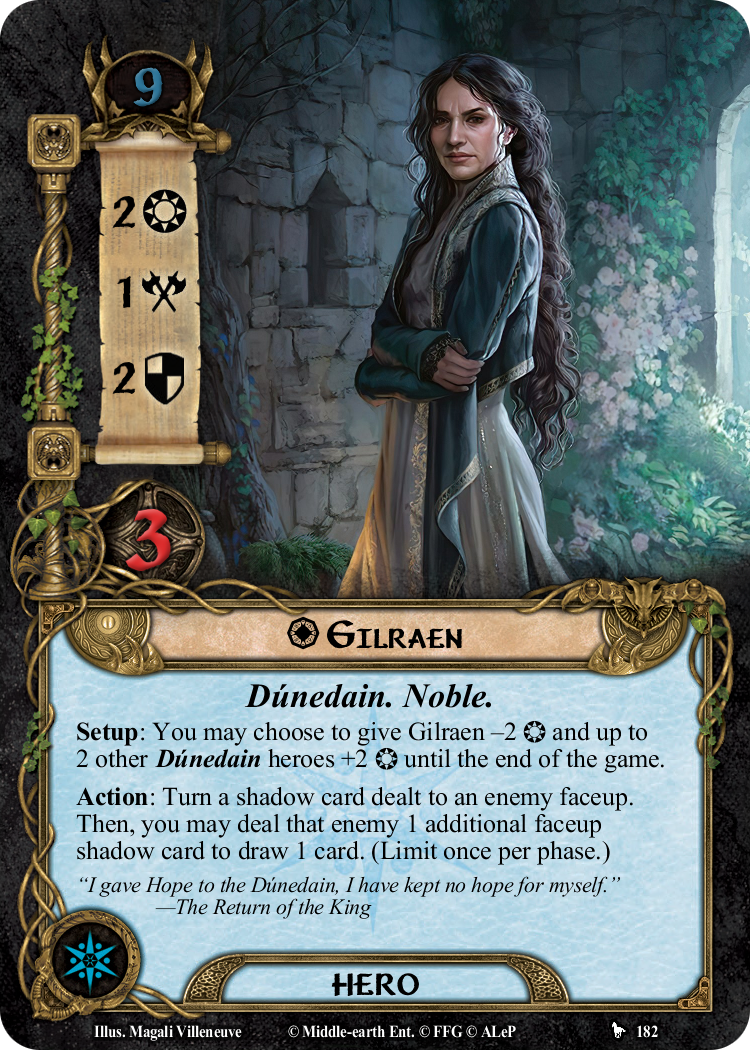 9
2
1
2
3
GILRAEN
Dúnedain. Noble.
Setup: You may choose to give Gilraen –2 and up to
2 other Dúnedain heroes +2 until the end of the game.
Action: Turn a shadow card dealt to an enemy faceup.
Then, you may deal that enemy 1 additional faceup
shadow card to draw 1 card. (Limit once per phase.)
“I gave Hope to the Dúnedain, I have kept no hope for myself.”
—The Return of the King
HERO
Illus. Magali Villeneuve © Middle-earth Ent. © FFG © ALeP 182